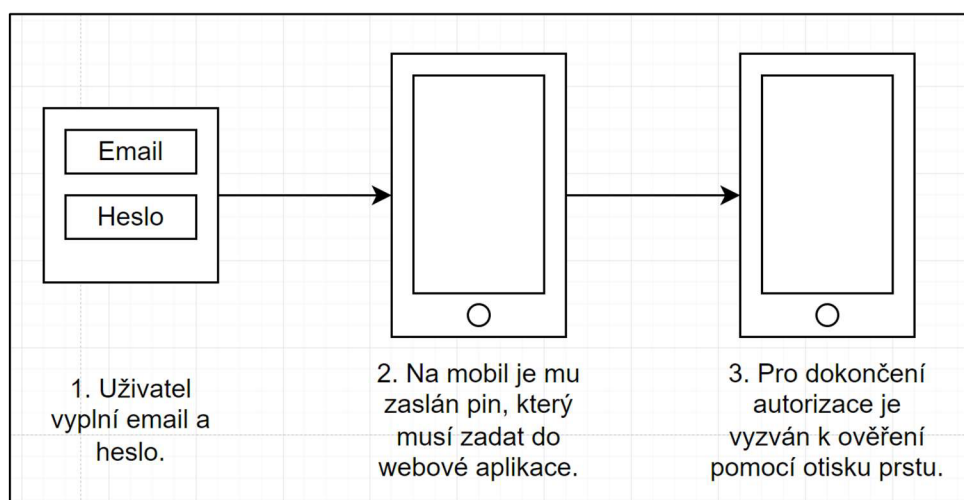 Email
Heslo
1. Uživatel
vyplní email a
heslo.
2. Na mobil je mu
zaslán pin, který
musí zadat do
webové aplikace.
3. Pro dokončení
autorizace je
vyzván k ověření
pomocí otisku prstu.